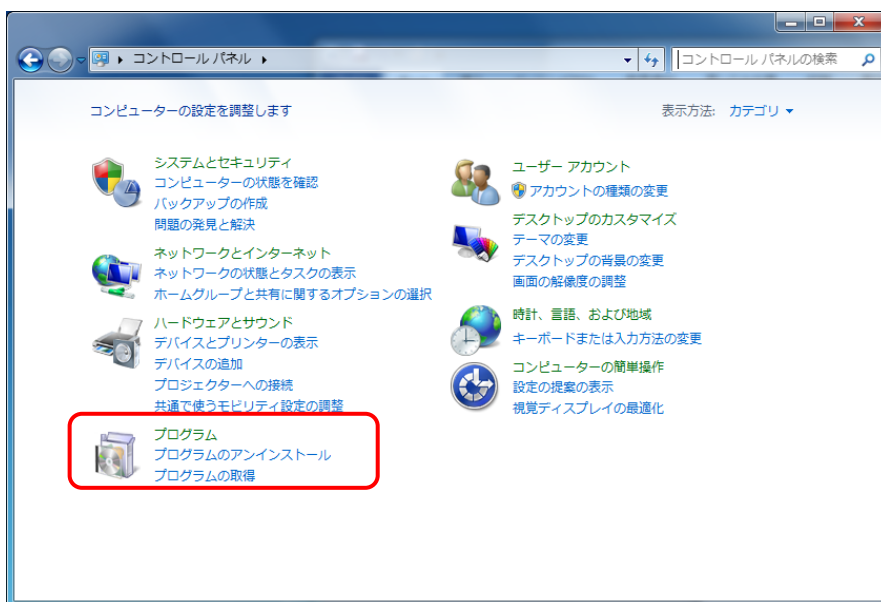 コントロール パネル
コントロール パネルの検索
コンピューターの設定を調整します
表示方法: カテゴリ
システムとセキュリティ
コンピューターの状態を確認
バックアップの作成
問題の発見と解決
ネットワークとインターネット
ネットワークの状態とタスクの表示
ホームグループと共有に関するオプションの選択
ハードウェアとサウンド
デバイスとプリンターの表示
デバイスの追加
プロジェクターへの接続
共通で使うモビリティ設定の調整
プログラム
プログラムのアンインストール
プログラムの取得
ユーザー アカウント
アカウントの種類の変更
デスクトップのカスタマイズ
テーマの変更
デスクトップの背景の変更
画面の解像度の調整
時計、言語、および地域
キーボードまたは入力方法の変更
コンピューターの簡単操作
設定の提案の表示
視覚ディスプレイの最適化